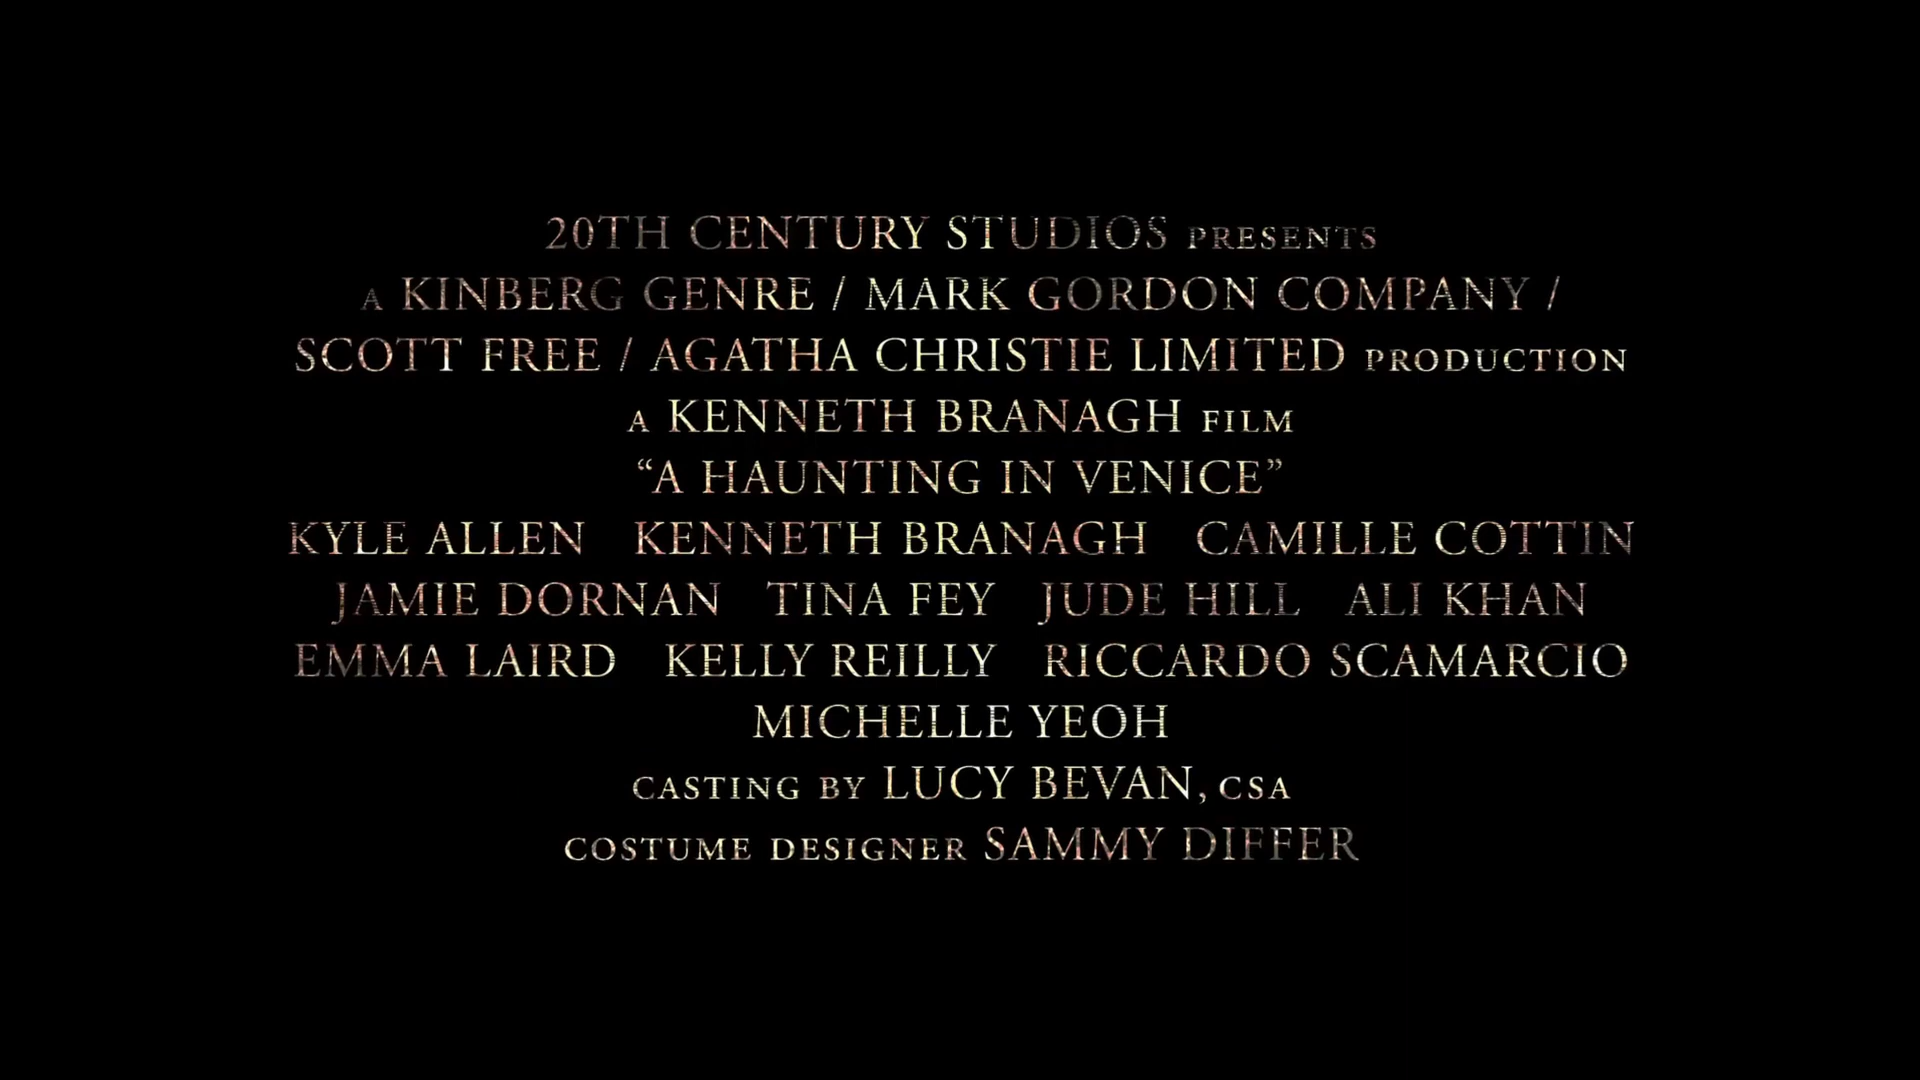 20TH CENTURY STUDIOS PRESENTS
A KINBERG GENRE / MARK GORDON COMPANY /
SCOTT FREE / AGATHA CHRISTIE LIMITED PRODUCTION
A KENNETH BRANAGH FILM
“A HAUNTING IN VENICE”
KYLE ALLEN KENNETH BRANAGH CAMILLE COTTIN
JAMIE DORNAN TINA FEY JUDE HILL ALI KHAN
EMMA LAIRD KELLY REILLY RICCARDO SCAMARCIO
MICHELLE YEOH
CASTING BY LUCY BEVAN, CSA
COSTUME DESIGNER SAMMY DIFFER